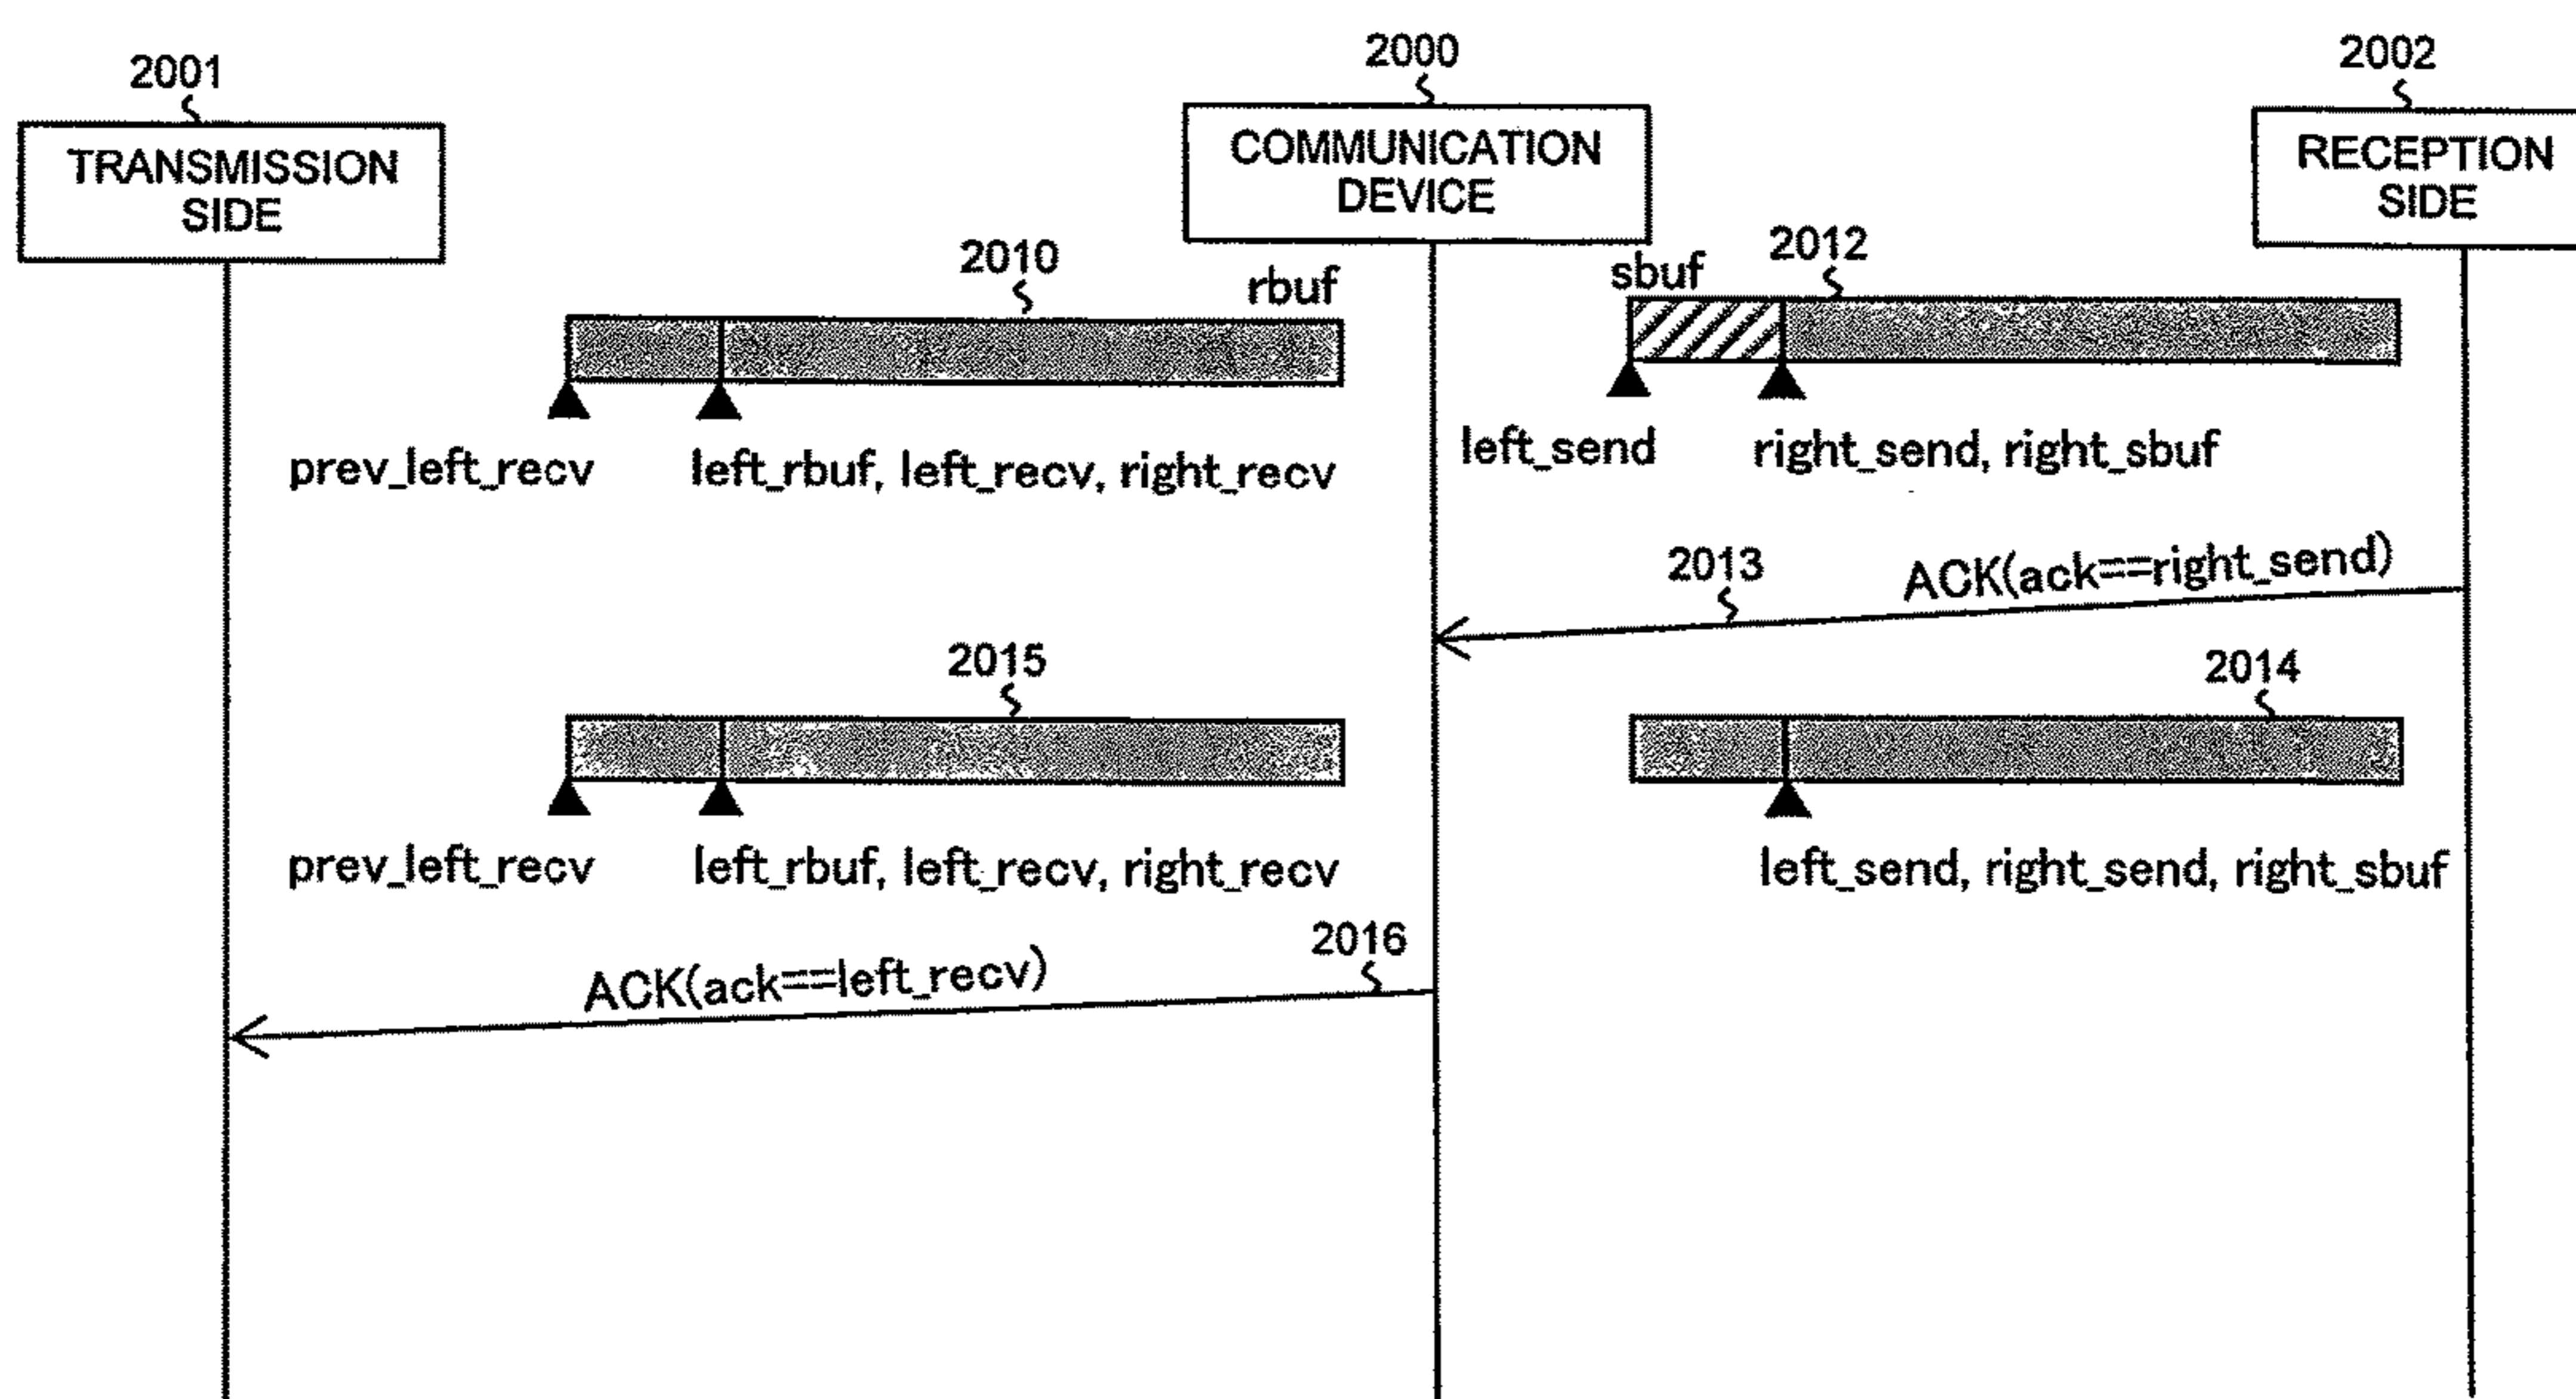 2001
2000
2002
TRANSMISSION
SIDE
COMMUNICATION
DEVICE
RECEPTION
SIDE
2010
rbuf
sbuf
2012
prev_left_recv
left_rbuf, left_recv, right_recv
left_send
right_send, right_sbuf
2013
ACK(ack==right_send)
2015
2014
prev_left_recv
left_rbuf, left_recv, right_recv
left_send, right_send, right_sbuf
2016
ACK(ack==left_recv)